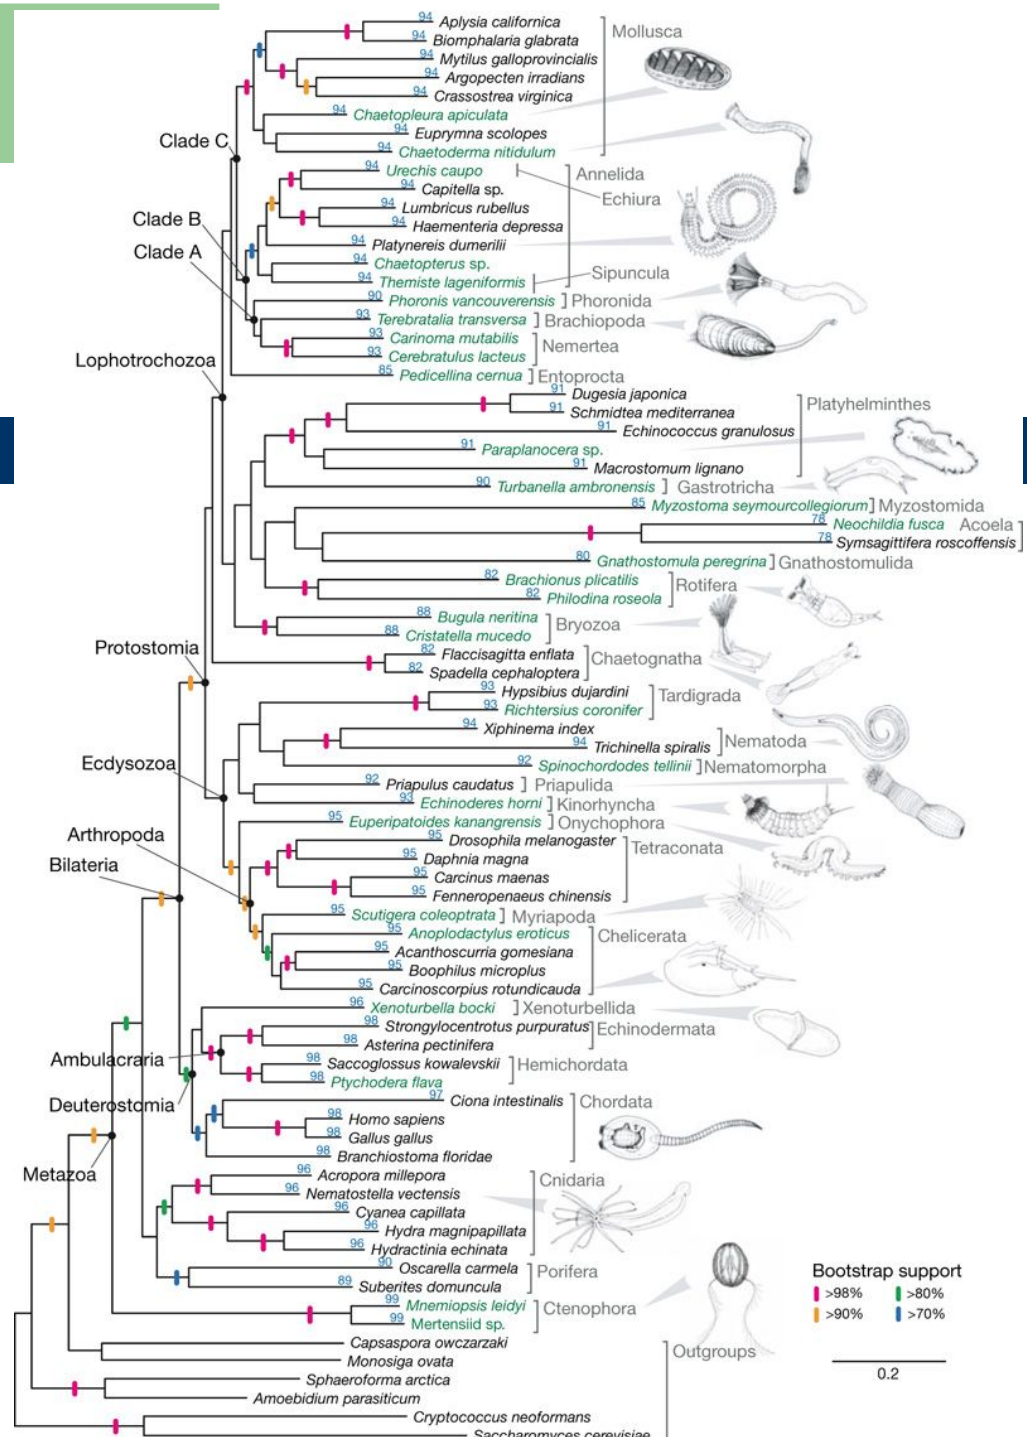 94 Aplysia californica
94 Biomphalaria glabrata
Mollusca
94 Mytilus galloprovincialis
94 Argopecten irradians
94 Crassostrea virginica
94 Chaetopleura apiculata
94 Euprymna scolopes
Clade C
94 Chaetoderma nitidulum
94 Urechis caupo
Annelida
94 Capitella sp.
Echiura
94 Lumbricus rubellus
Clade B
94 Haementeria depressa
94 Platynereis dumerilii
Clade A
94 Chaetopterus sp.
Sipuncula
94 Themiste lageniformis
90 Phoronis vancouverensis Phoronida
93 Terebratalia transversa Brachiopoda
93 Carinoma mutabilis
Nemertea
93 Cerebratulus lacteus
Lophotrochozoa
85 Pedicellina cernua Entoprocta
91 Dugesia japonica
Platyhelminthes
91 Schmidtea mediterranea
91 Echinococcus granulosus
91 Paraplanocera sp.
91 Macrostomum lignano
90 Turbanella ambronensis Gastrotricha
85 Myzostoma seymourcollegiorum Myzostomida
78 Neochildia fusca Acoela
78 Symsagittifera roscoffensis
80 Gnathostomula peregrina Gnathostomulida
82 Brachionus plicatilis
Rotifera
82 Philodina roseola
88 Bugula neritina
Bryozoa
88 Cristatella mucedo
Protostomia
82 Flaccisagitta enflata
Chaetognatha
82 Spadella cephaloptera
93 Hypsibius dujardini
Tardigrada
93 Richtersius coronifer
94 Xiphinema index
Nematoda
94 Trichinella spiralis
Ecdysozoa
92 Spinochordodes tellinii Nematomorpha
92 Priapulus caudatus Priapulida
93 Echinoderes horni Kinorhyncha
95 Euperipatoides kanangrensis Onychophora
Arthropoda
95 Drosophila melanogaster
Tetraconata
95 Daphnia magna
Bilateria
95 Carcinus maenas
95 Fenneropenaeus chinensis
95 Scutigera coleoptrata Myriapoda
95 Anoplodactylus eroticus
Chelicerata
95 Acanthoscurria gomesiana
95 Boophilus microplus
95 Carcinoscorpius rotundicauda
96 Xenoturbella bocki Xenoturbellida
98 Strongylocentrotus purpuratus
Echinodermata
98 Asterina pectinifera
Ambulacraria
98 Saccoglossus kowalevskii
Hemichordata
98 Ptychodera flava
Deuterostomia
97 Ciona intestinalis
Chordata
98 Homo sapiens
98 Gallus gallus
98 Branchiostoma floridae
Metazoa
96 Acropora millepora
Cnidaria
96 Nematostella vectensis
96 Cyanea capillata
96 Hydra magnipapillata
96 Hydractinia echinata
90 Oscarella carmela
Porifera
89 Suberites domuncula
99 Mnemiopsis leidyi
Ctenophora
99 Mertensiid sp.
Bootstrap support
>98% >80%
>90% >70%
Capsaspora owczarzaki
Outgroups
Monosiga ovata
0.2
Sphaeroforma arctica
Amoebidium parasiticum
Cryptococcus neoformans
Saccharomyces cerevisiae